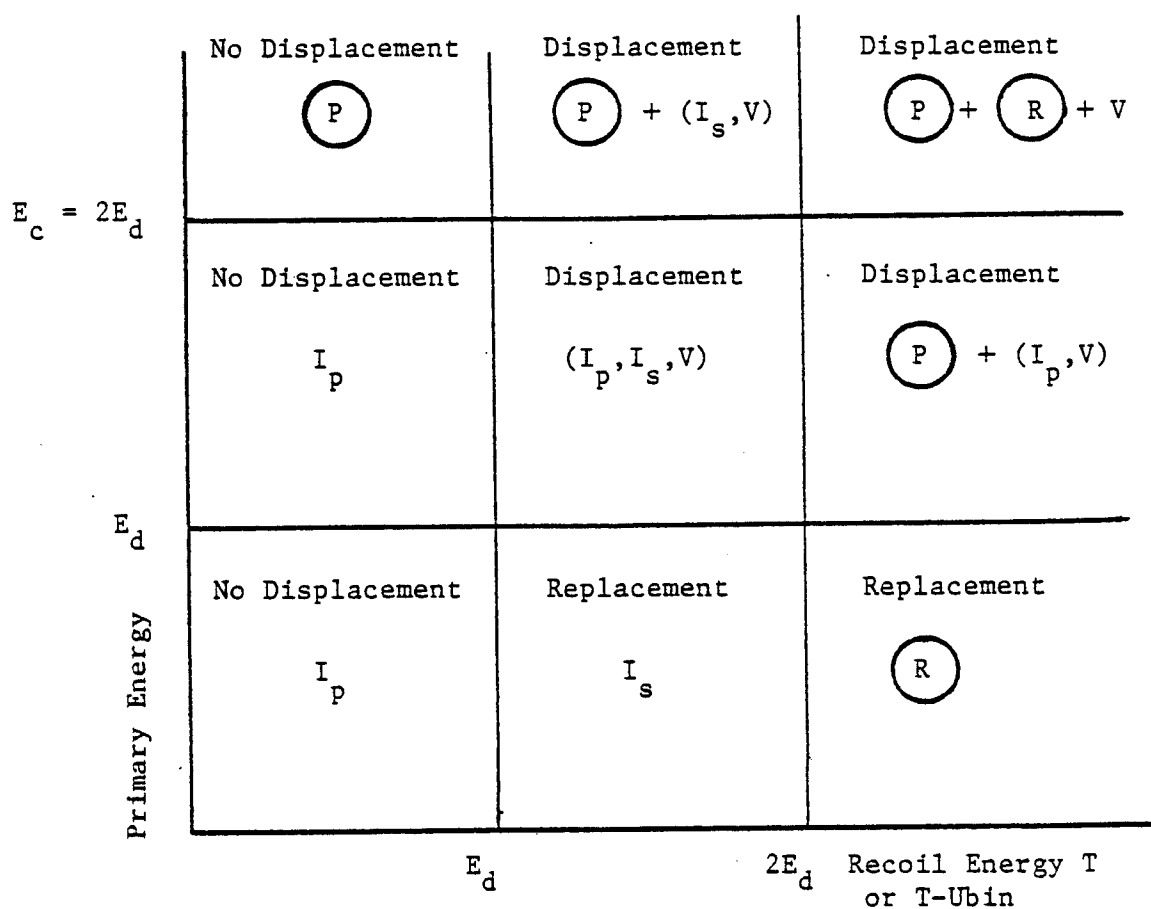 No Displacement Displacement Displacement
P P + (I_s,V) P + R + V
E_c = 2E_d
No Displacement Displacement Displacement
I_p (I_p,I_s,V) P + (I_p,V)
E_d
No Displacement Replacement Replacement
I_p I_s R
Primary Energy
E_d 2E_d Recoil Energy T
or T-Ubin